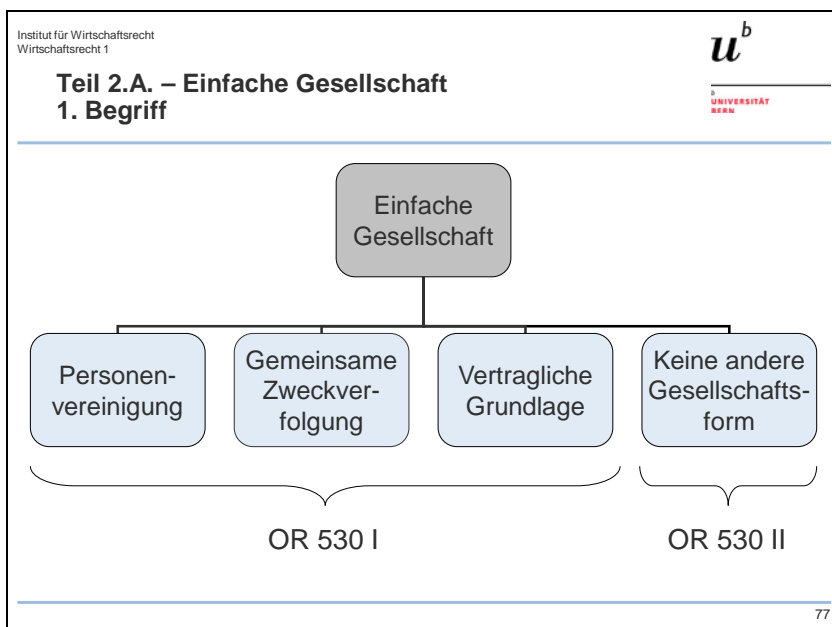 Institut für Wirtschaftsrecht
Wirtschaftsrecht 1
u b
b
UNIVERSITÄT
BERN
Teil 2.A. – Einfache Gesellschaft
1. Begriff
Einfache
Gesellschaft
Personen-
vereinigung
Gemeinsame
Zweckver-
folgung
Vertragliche
Grundlage
Keine andere
Gesellschafts-
form
OR 530 I
OR 530 II
77